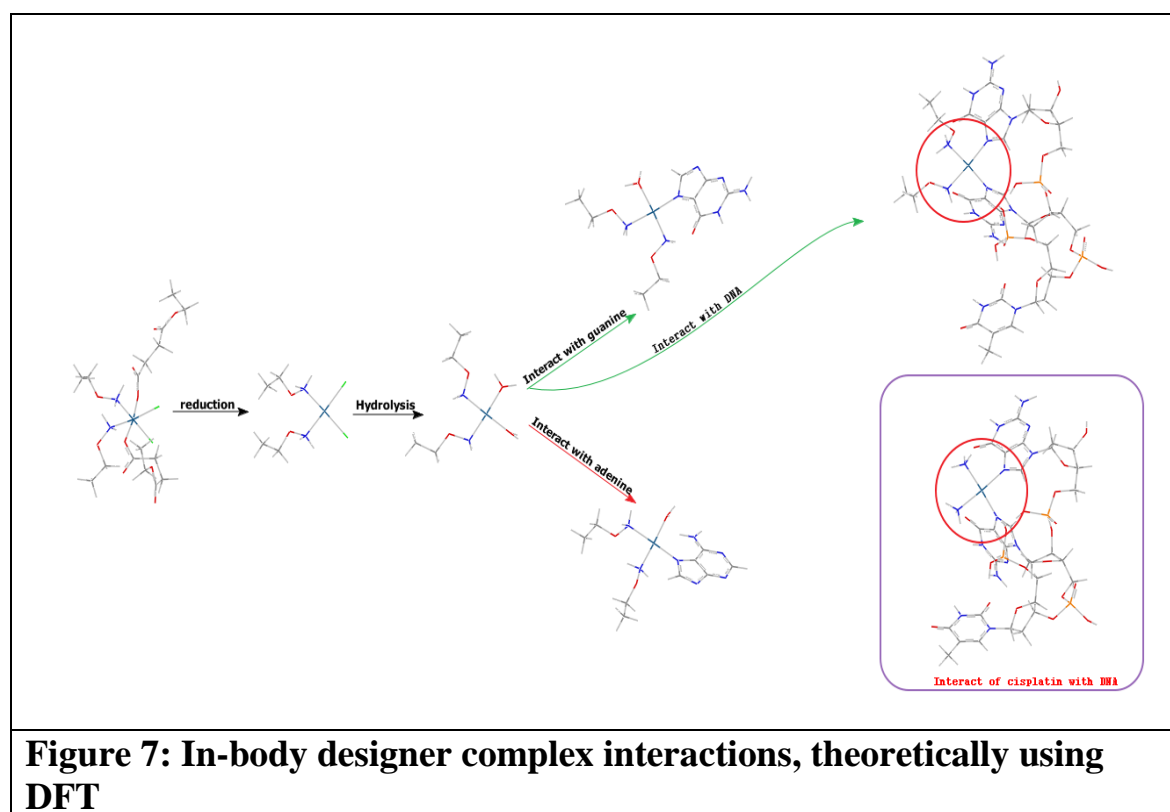 reduction
Hydrolysis
Interact with guanine
Interact with DNA
Interact with adenine
Interact of cisplatin with DNA
Figure 7: In-body designer complex interactions, theoretically using
DFT